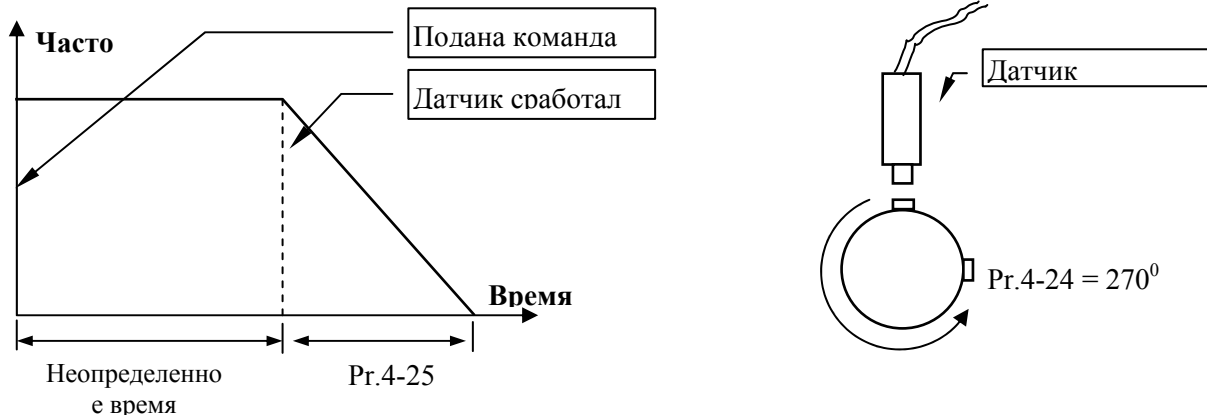 Часто
Подана команда
Датчик сработал
Время
Неопределенно
е время
Pr.4-25
Датчик
Pr.4-24 = 270⁰